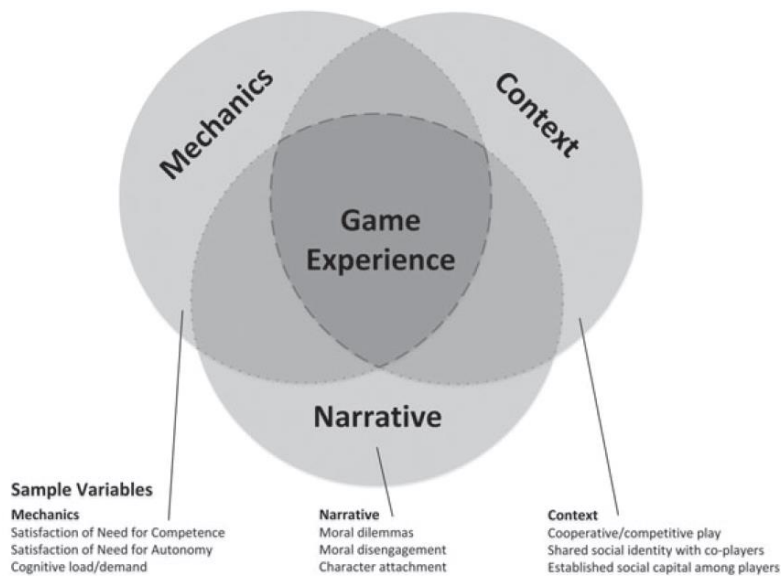 Mechanics
Context
Game
Experience
Narrative
Sample Variables
Mechanics
Satisfaction of Need for Competence
Satisfaction of Need for Autonomy
Cognitive load/demand
Narrative
Moral dilemmas
Moral disengagement
Character attachment
Context
Cooperative/competitive play
Shared social identity with co-players
Established social capital among players